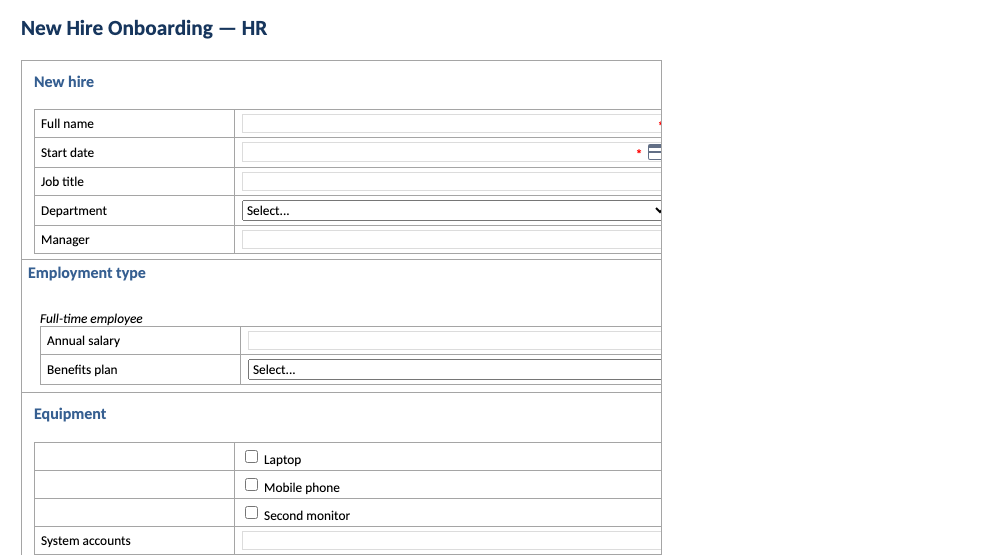 New Hire Onboarding — HR
New hire
Full name
*
Start date
*
Job title
Department
Select...
Manager
Employment type
Full-time employee
Annual salary
Benefits plan
Select...
Equipment
Laptop
Mobile phone
Second monitor
System accounts